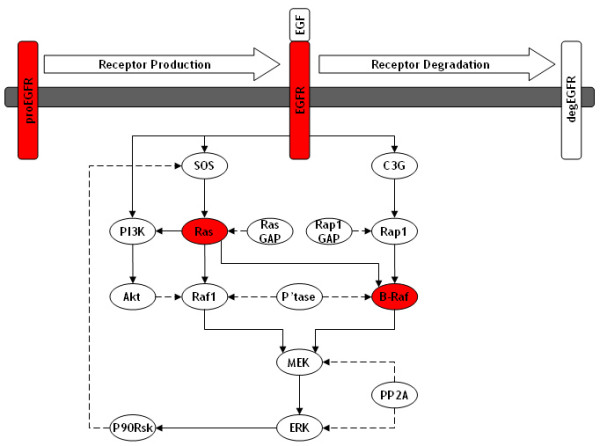 EGF
Receptor Production
Receptor Degradation
proEGFR
EGFR
degEGFR
SOS
C3G
PI3K
Ras
Ras
GAP
Rap1
GAP
Rap1
Akt
Raf1
P'tase
B-Raf
MEK
PP2A
P90Rsk
ERK